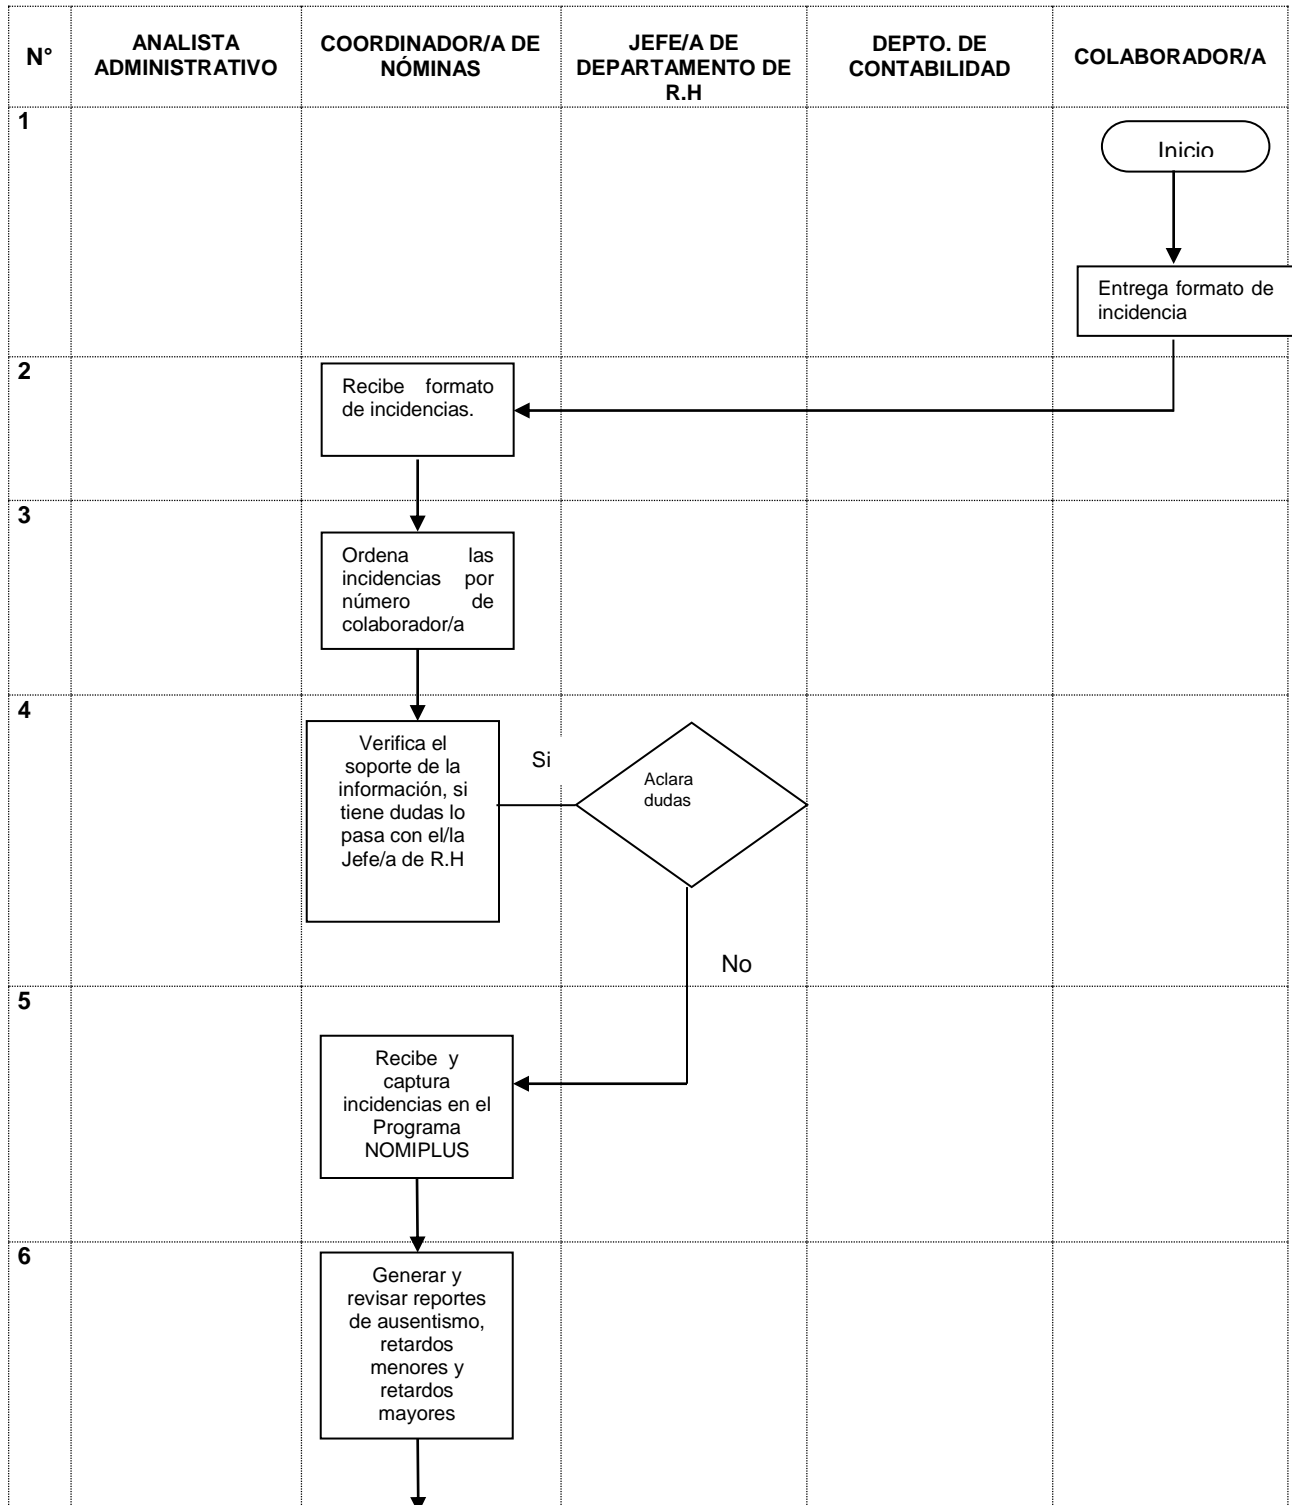 N°
ANALISTA
ADMINISTRATIVO
COORDINADOR/A DE
NÓMINAS
JEFE/A DE
DEPARTAMENTO DE
R.H
DEPTO. DE
CONTABILIDAD
COLABORADOR/A
1
Inicio
Entrega formato de
incidencia
2
Recibe formato
de incidencias.
3
Ordena las
incidencias por
número de
colaborador/a
4
Verifica el
soporte de la
información, si
tiene dudas lo
pasa con el/la
Jefe/a de R.H
Si
Aclara
dudas
No
5
Recibe y
captura
incidencias en el
Programa
NOMIPLUS
6
Generar y
revisar reportes
de ausentismo,
retardos
menores y
retardos
mayores